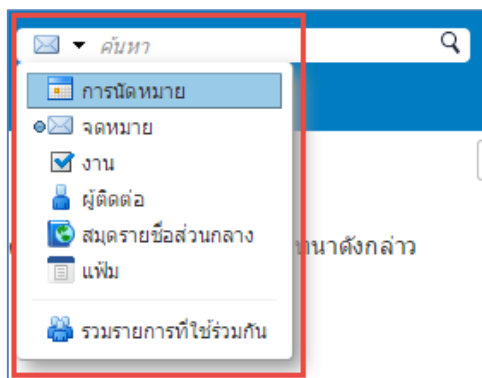 ค้นหา
การนัดหมาย
จดหมาย
งาน
ผู้ติดต่อ
สมุดรายชื่อส่วนกลาง
นาดังกล่าว
แฟ้ม
รวมรายการที่ใช้ร่วมกัน